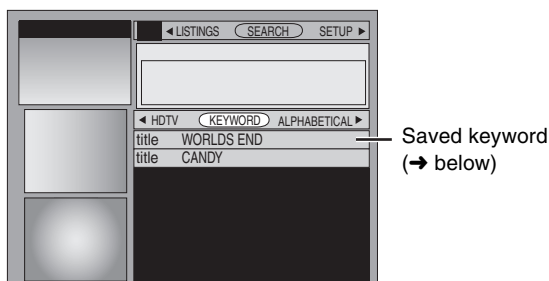 ◀ LISTINGS SEARCH SETUP ▶
◀ HDTV KEYWORD ALPHABETICAL ▶
title WORLDS END
title CANDY
Saved keyword
(➜ below)